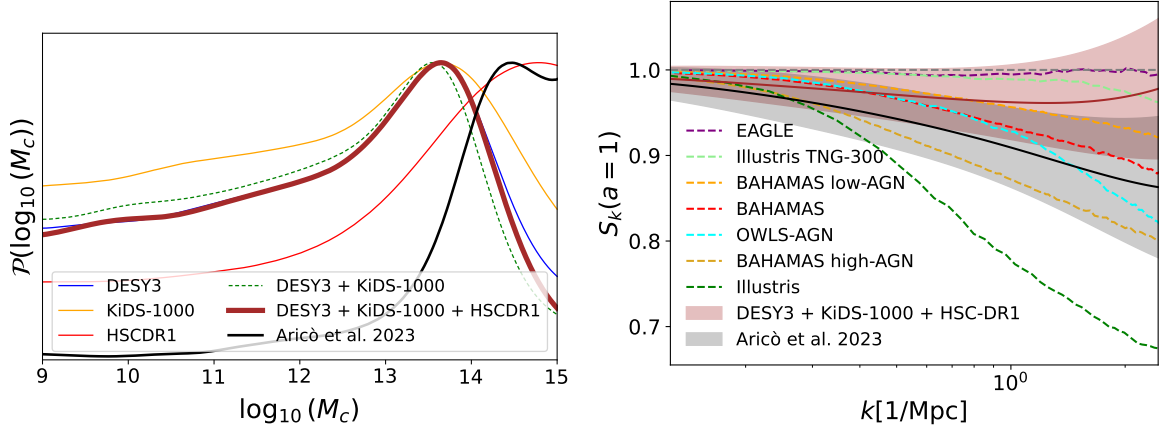 𝒫(log₁₀(M_c))
DESY3
KiDS-1000
HSCDR1
DESY3 + KiDS-1000
DESY3 + KiDS-1000 + HSCDR1
Aricò et al. 2023
9 10 11 12 13 14 15
log₁₀ (M_c)
S_k(a = 1)
1.0
0.9
0.8
0.7
EAGLE
Illustris TNG-300
BAHAMAS low-AGN
BAHAMAS
OWLS-AGN
BAHAMAS high-AGN
Illustris
DESY3 + KiDS-1000 + HSC-DR1
Aricò et al. 2023
10⁰
k[1/Mpc]